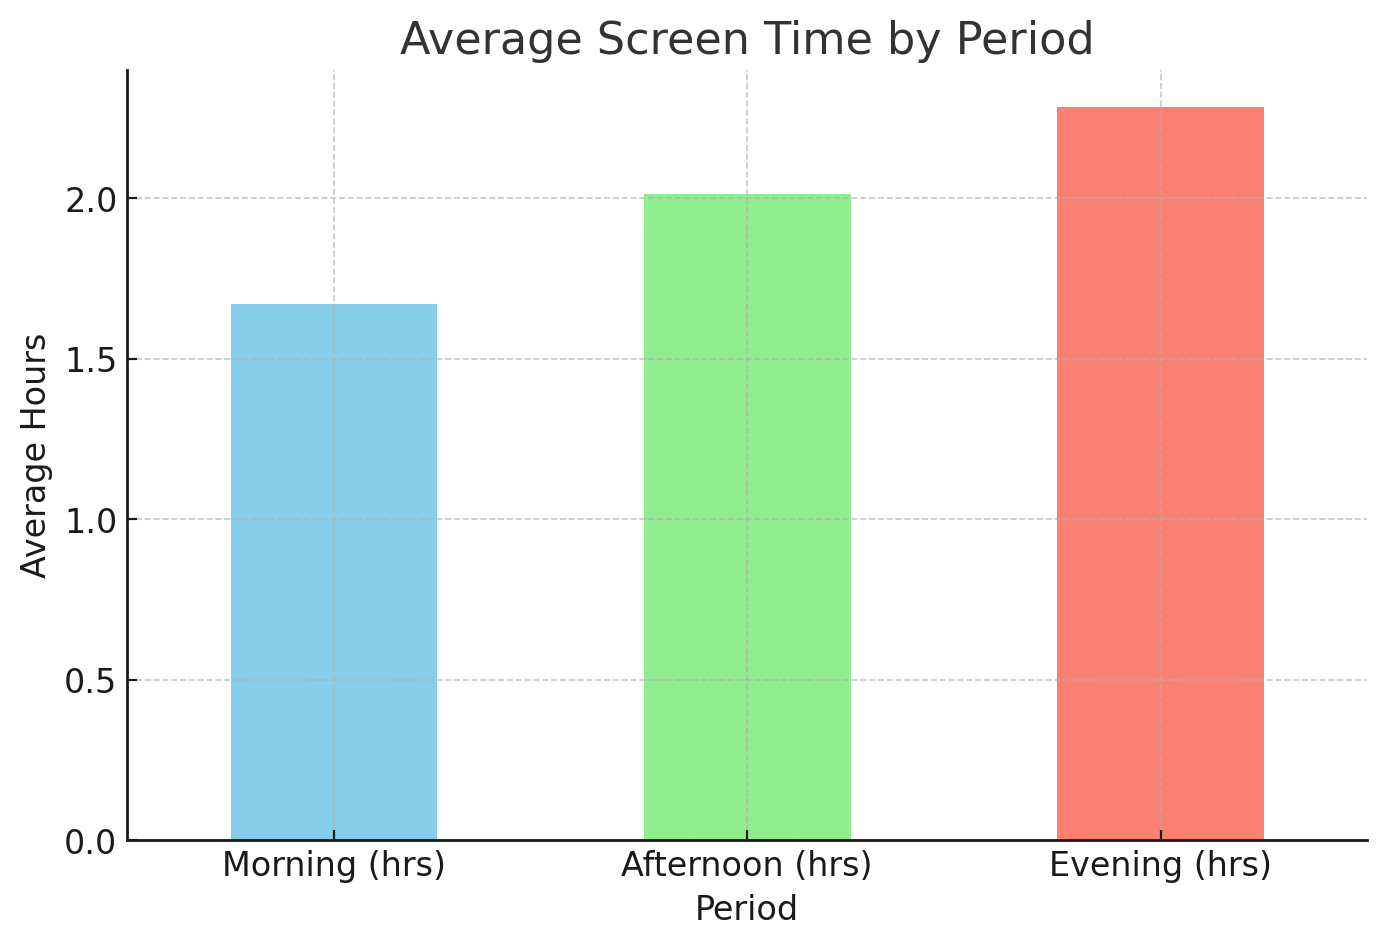 Average Screen Time by Period
Average Hours
2.0
1.5
1.0
0.5
0.0
Morning (hrs) Afternoon (hrs) Evening (hrs)
Period